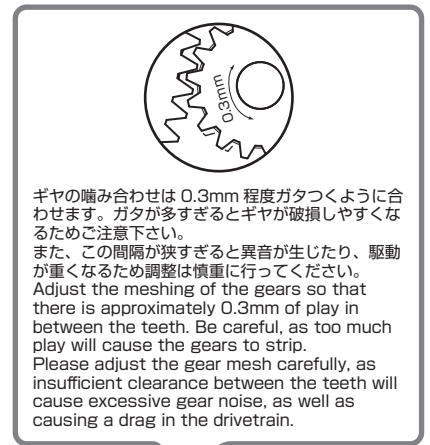 0.3mm
ギヤの噛み合わせは 0.3mm 程度ガタつくように合
わせます。ガタが多すぎるとギヤが破損しやすくな
るためご注意下さい。
また、この間隔が狭すぎると異音が生じたり、駆動
が重くなるため調整は慎重に行ってください。
Adjust the meshing of the gears so that
there is approximately 0.3mm of play in
between the teeth. Be careful, as too much
play will cause the gears to strip.
Please adjust the gear mesh carefully, as
insufficient clearance between the teeth will
cause excessive gear noise, as well as
causing a drag in the drivetrain.